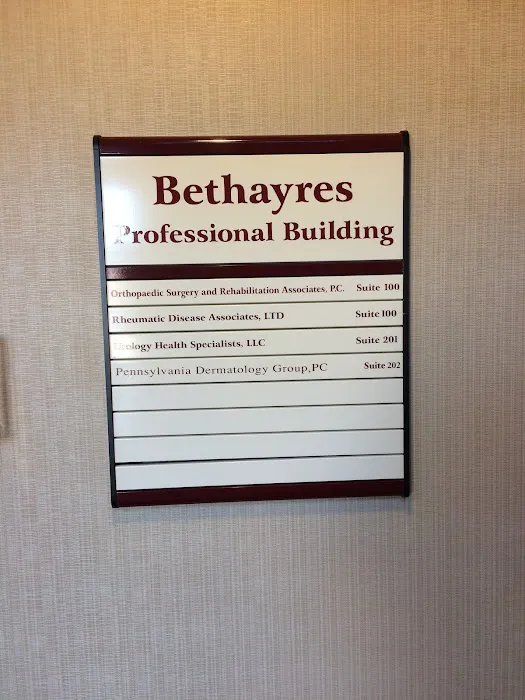 Bethayres
Professional Building
Orthopaedic Surgery and Rehabilitation Associates, P.C. Suite 100
Rheumatic Disease Associates, LTD Suite 100
Urology Health Specialists, LLC Suite 201
Pennsylvania Dermatology Group,PC Suite 202